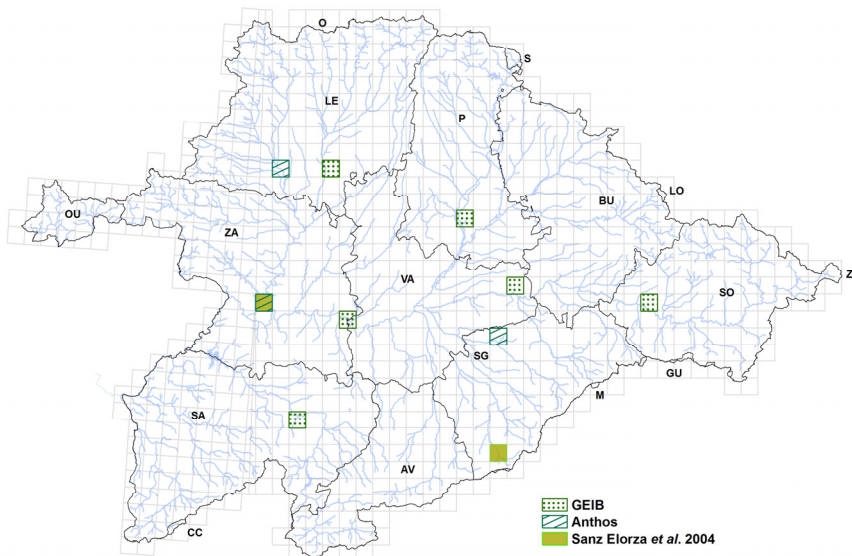 O
S
LE
P
LO
OU
BU
ZA
VA
SO
Z
SG
GU
M
SA
AV
CC
GEIB
Anthos
Sanz Elorza et al. 2004